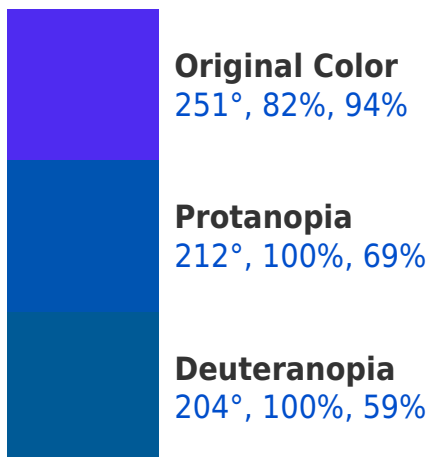 Original Color
251°, 82%, 94%
Protanopia
212°, 100%, 69%
Deuteranopia
204°, 100%, 59%